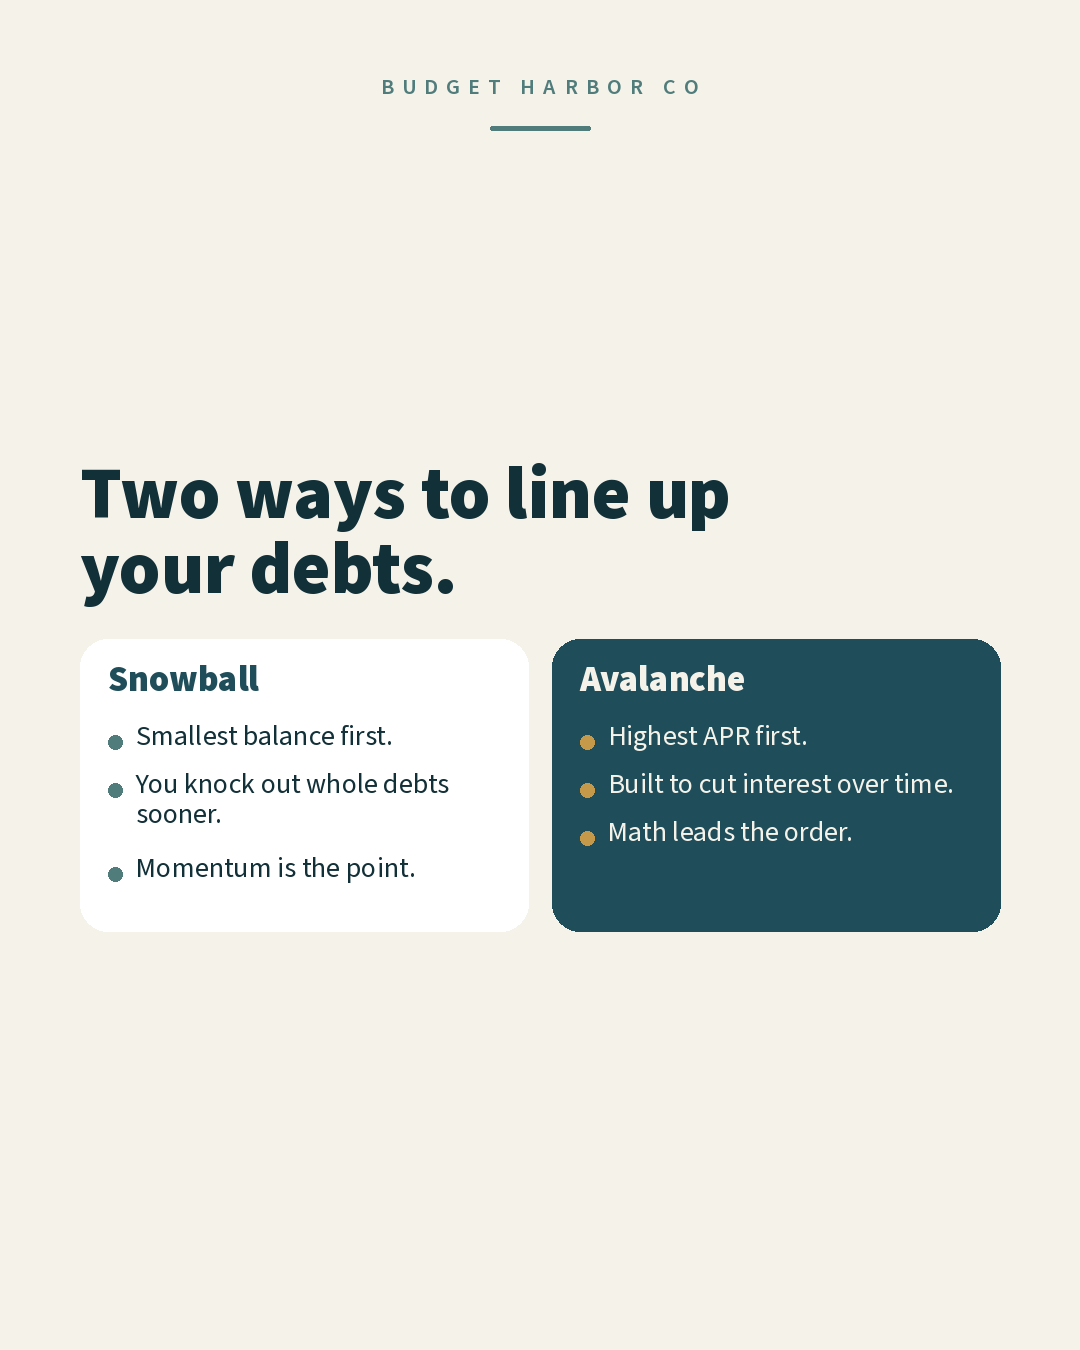 BUDGET HARBOR CO
Two ways to line up
your debts.
Snowball
Smallest balance first.
You knock out whole debts
sooner.
Momentum is the point.
Avalanche
Highest APR first.
Built to cut interest over time.
Math leads the order.